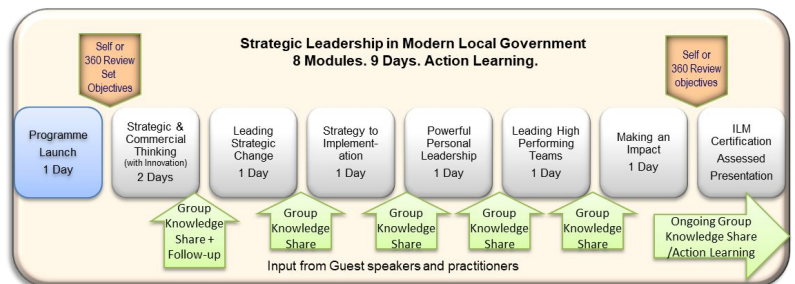 Strategic Leadership in Modern Local Government
8 Modules. 9 Days. Action Learning.
Self or
360 Review
Set
Objectives
Self or
360 Review
objectives
Programme
Launch
1 Day
Strategic &
Commercial
Thinking
(with Innovation)
2 Days
Leading
Strategic
Change
1 Day
Strategy to
Implement-
ation
1 Day
Powerful
Personal
Leadership
1 Day
Leading High
Performing
Teams
1 Day
Making an
Impact
1 Day
ILM
Certification
Assessed
Presentation
Group
Knowledge
Share +
Follow-up
Group
Knowledge
Share
Group
Knowledge
Share
Group
Knowledge
Share
Group
Knowledge
Share
Ongoing Group
Knowledge Share
/Action Learning
Input from Guest speakers and practitioners